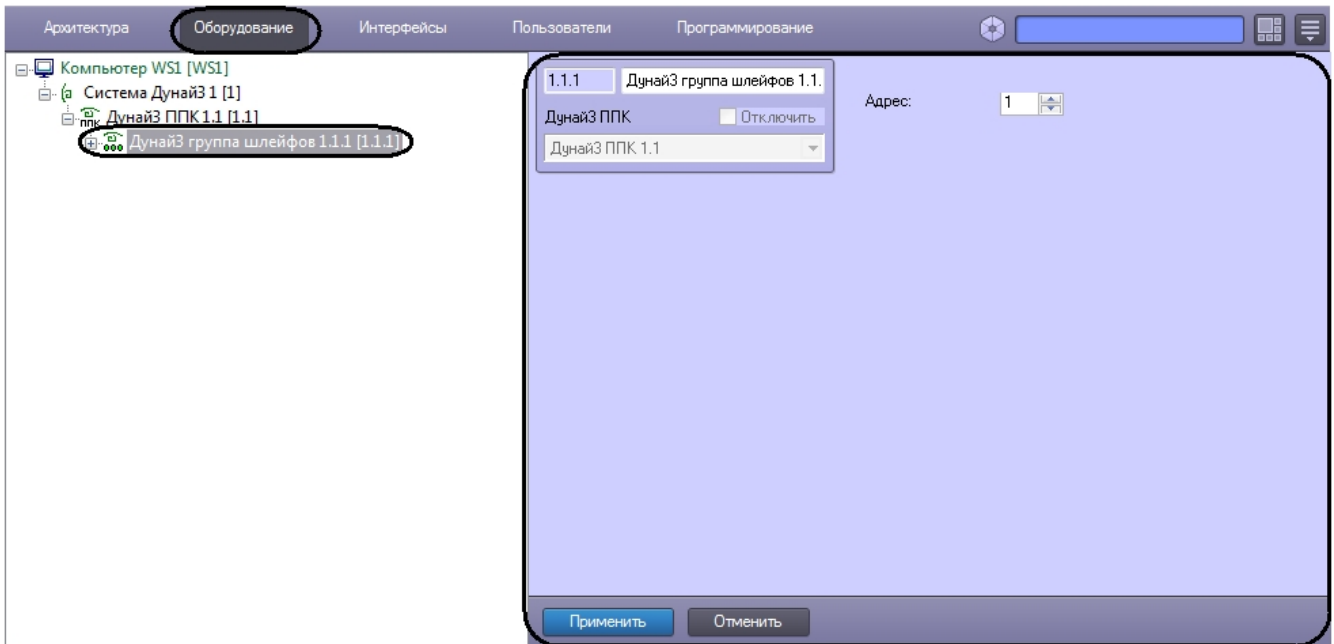 Архитектура Оборудование Интерфейсы Пользователи Программирование
Компьютер WS1 [WS1]
Система Дунай3 1 [1]
Дунай3 ППК 1.1 [1.1]
Дунай3 группа шлейфов 1.1.1 [1.1.1]
1.1.1 Дунай3 группа шлейфов 1.1.
Дунай3 ППК Отключить
Дунай3 ППК 1.1
Адрес: 1
Применить Отменить